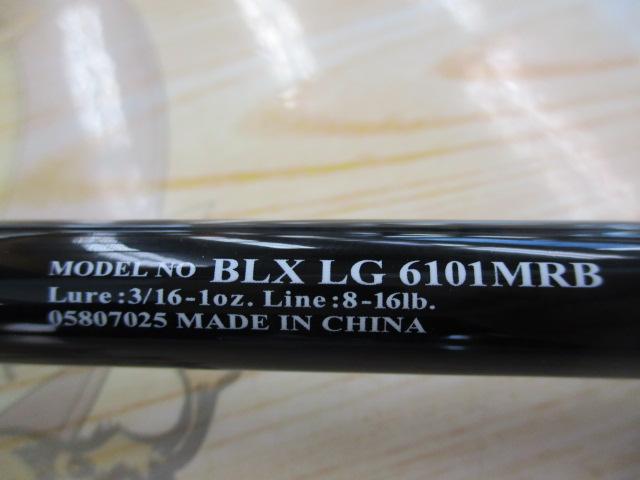 MODEL NO BLX LG 6101MRB
Lure:3/16-1oz. Line:8-16lb.
05807025 MADE IN CHINA